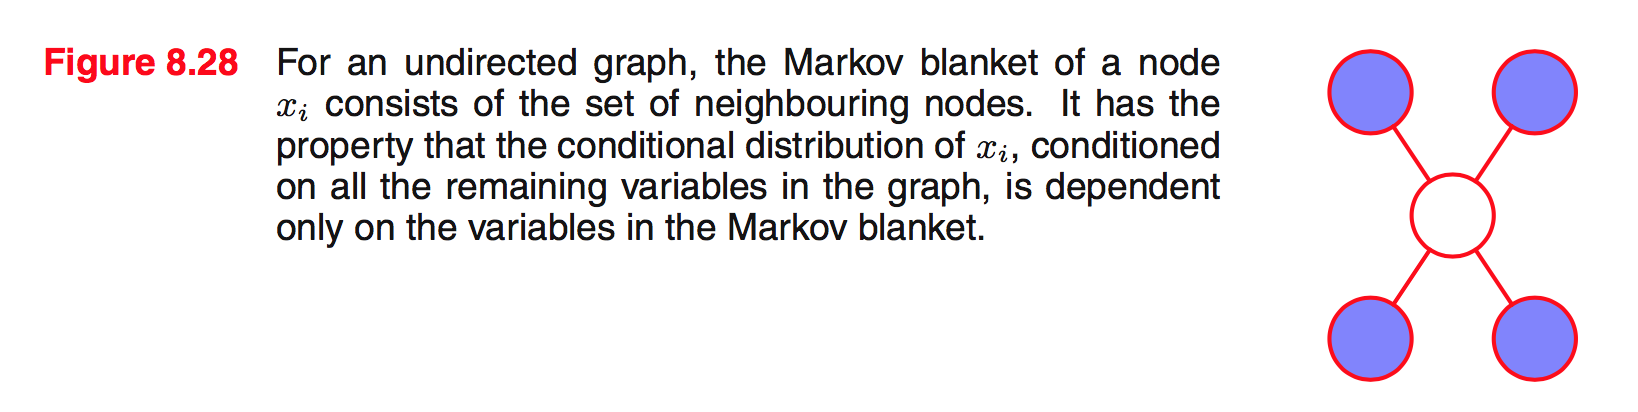 Figure 8.28 For an undirected graph, the Markov blanket of a node
xᵢ consists of the set of neighbouring nodes. It has the
property that the conditional distribution of xᵢ, conditioned
on all the remaining variables in the graph, is dependent
only on the variables in the Markov blanket.